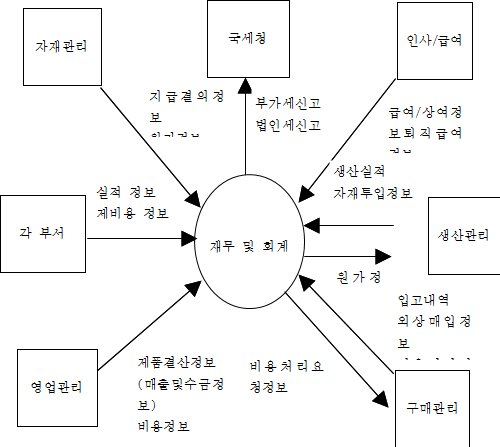 자재관리
국세청
인사/급여
지급결의정
보
부가세신고
법인세신고
급여/상여정
보퇴직급여
생산실적
자재투입정보
실적 정보
제비용 정보
각 부서
재무 및 회계
생산관리
원가정
입고내역
외상매입정
보
영업관리
제품결산정보
(매출및수금정
보)
비용정보
비용처리요
청정보
구매관리